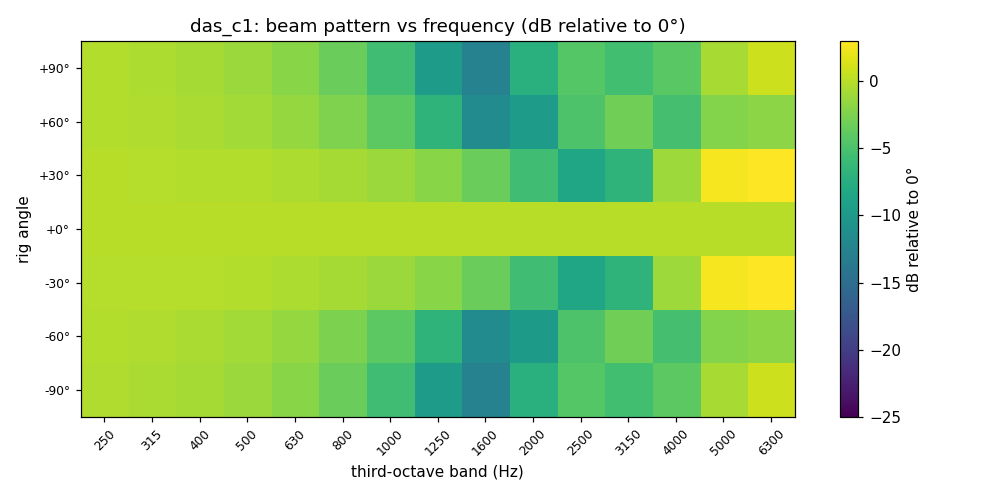 das_c1: beam pattern vs frequency (dB relative to 0°)
+90°
+60°
+30°
+0°
-30°
-60°
-90°
rig angle
250 315 400 500 630 800 1000 1250 1600 2000 2500 3150 4000 5000 6300
third-octave band (Hz)
0
−5
−10
−15
−20
−25
dB relative to 0°